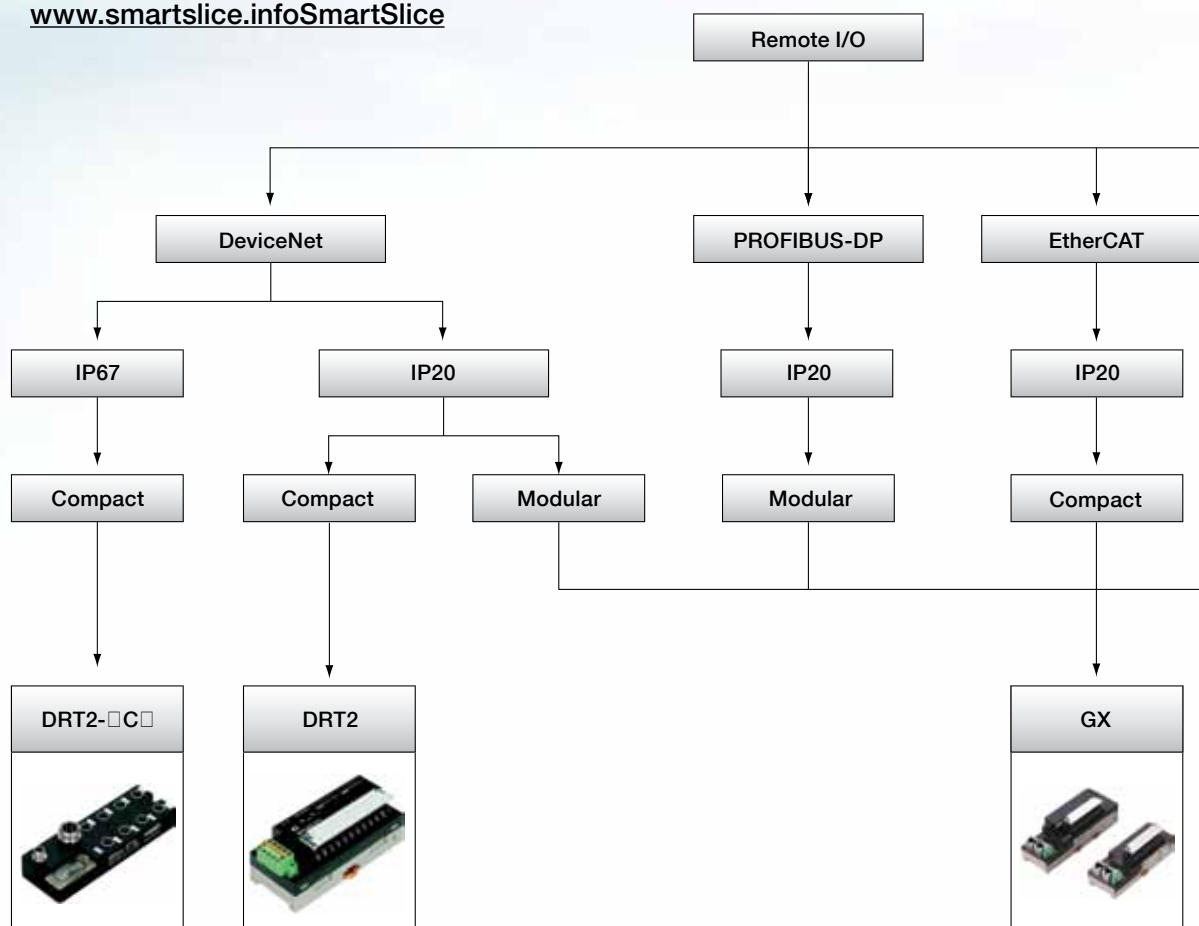 www.smartslice.infoSmartSlice
Remote I/O
DeviceNet
PROFIBUS-DP
EtherCAT
IP67
IP20
IP20
IP20
Compact
Compact
Modular
Modular
Compact
DRT2-□C□
DRT2
GX